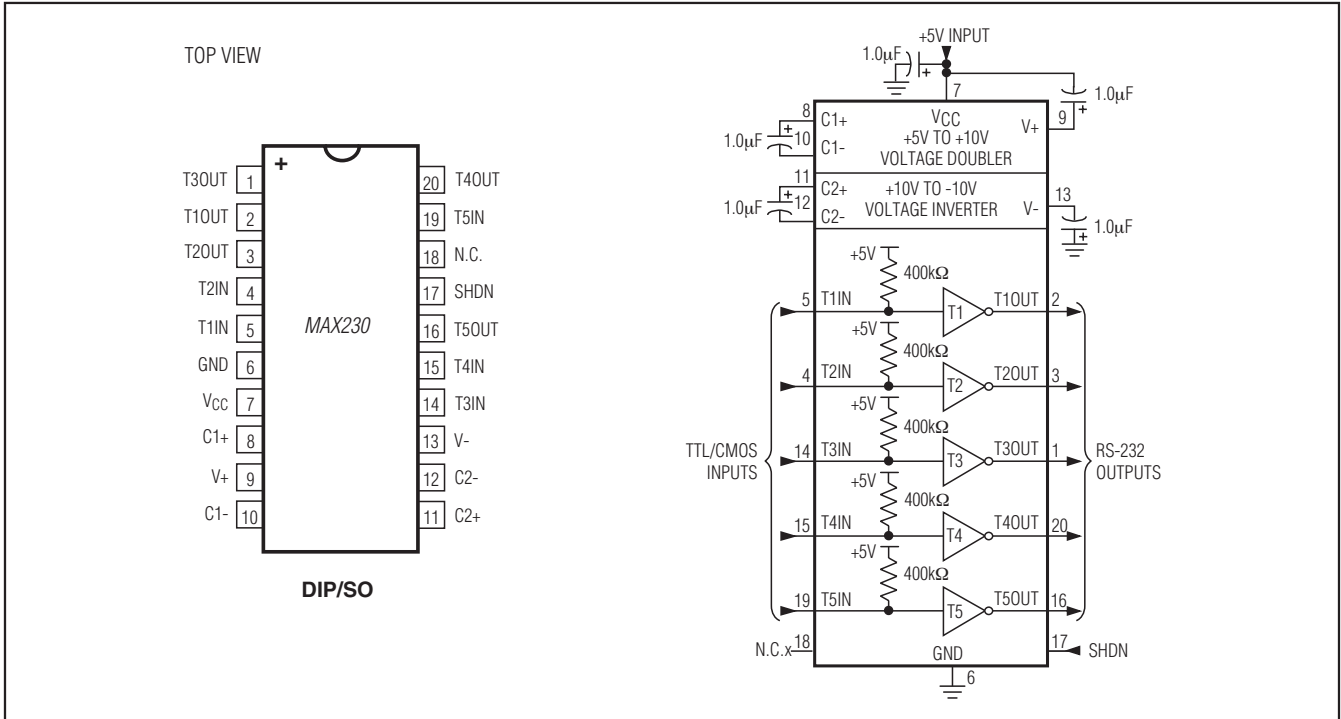 TOP VIEW
+
MAX230
T3OUT 1
T1OUT 2
T2OUT 3
T2IN 4
T1IN 5
GND 6
VCC 7
C1+ 8
V+ 9
C1- 10
20 T4OUT
19 T5IN
18 N.C.
17 SHDN
16 T5OUT
15 T4IN
14 T3IN
13 V-
12 C2-
11 C2+
DIP/SO
+5V INPUT
1.0µF
+
7
1.0µF
+
8 C1+
1.0µF
+
10 C1-
VCC
+5V TO +10V
VOLTAGE DOUBLER
V+ 9
11 C2+
1.0µF
+
12 C2-
+10V TO -10V
VOLTAGE INVERTER
V- 13
1.0µF
+
TTL/CMOS
INPUTS
+5V
400kΩ
5 T1IN T1 T1OUT 2
+5V
400kΩ
4 T2IN T2 T2OUT 3
+5V
400kΩ
14 T3IN T3 T3OUT 1
+5V
400kΩ
15 T4IN T4 T4OUT 20
+5V
400kΩ
19 T5IN T5 T5OUT 16
RS-232
OUTPUTS
N.C.x 18
GND
17 SHDN
6